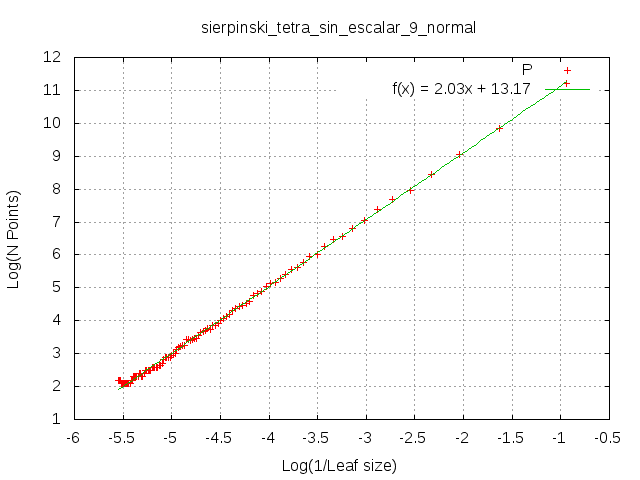 sierpinski_tetra_sin_escalar_9_normal
P
f(x) = 2.03x + 13.17
12
11
10
9
8
7
6
5
4
3
2
1
Log(N Points)
-6 -5.5 -5 -4.5 -4 -3.5 -3 -2.5 -2 -1.5 -1 -0.5
Log(1/Leaf size)